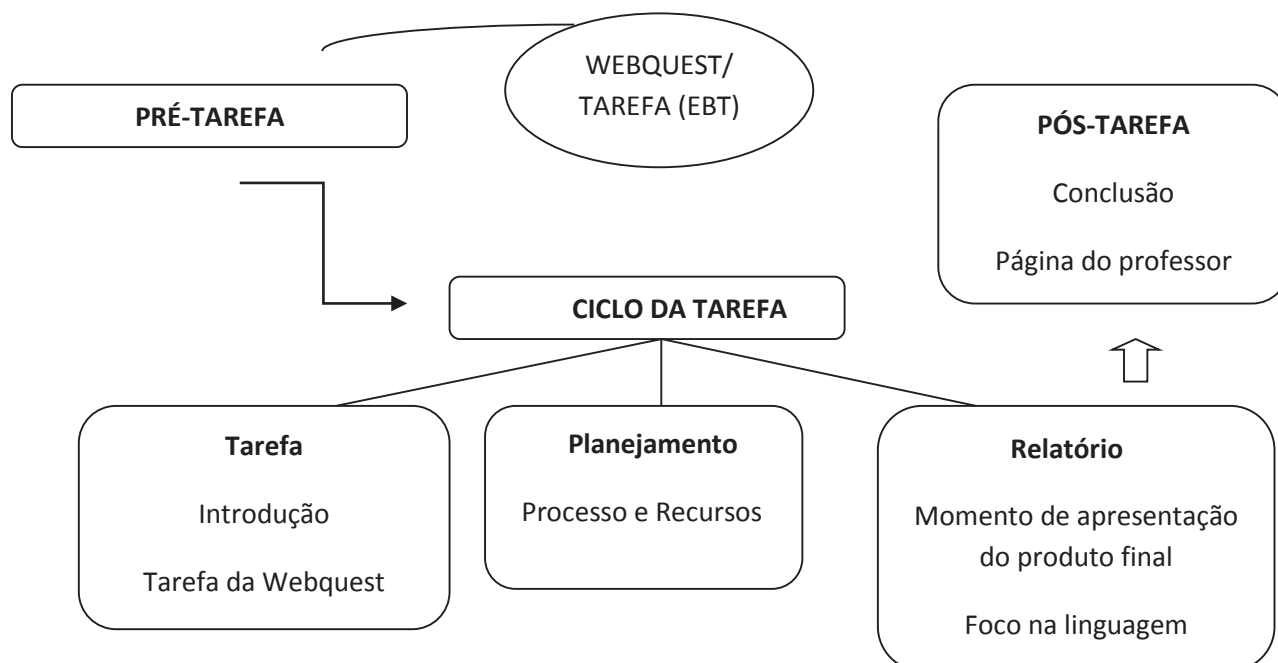 WEBQUEST/
TAREFA (EBT)
PRÉ-TAREFA
PÓS-TAREFA
Conclusão
Página do professor
CICLO DA TAREFA
Tarefa
Introdução
Tarefa da Webquest
Planejamento
Processo e Recursos
Relatório
Momento de apresentação
do produto final
Foco na linguagem